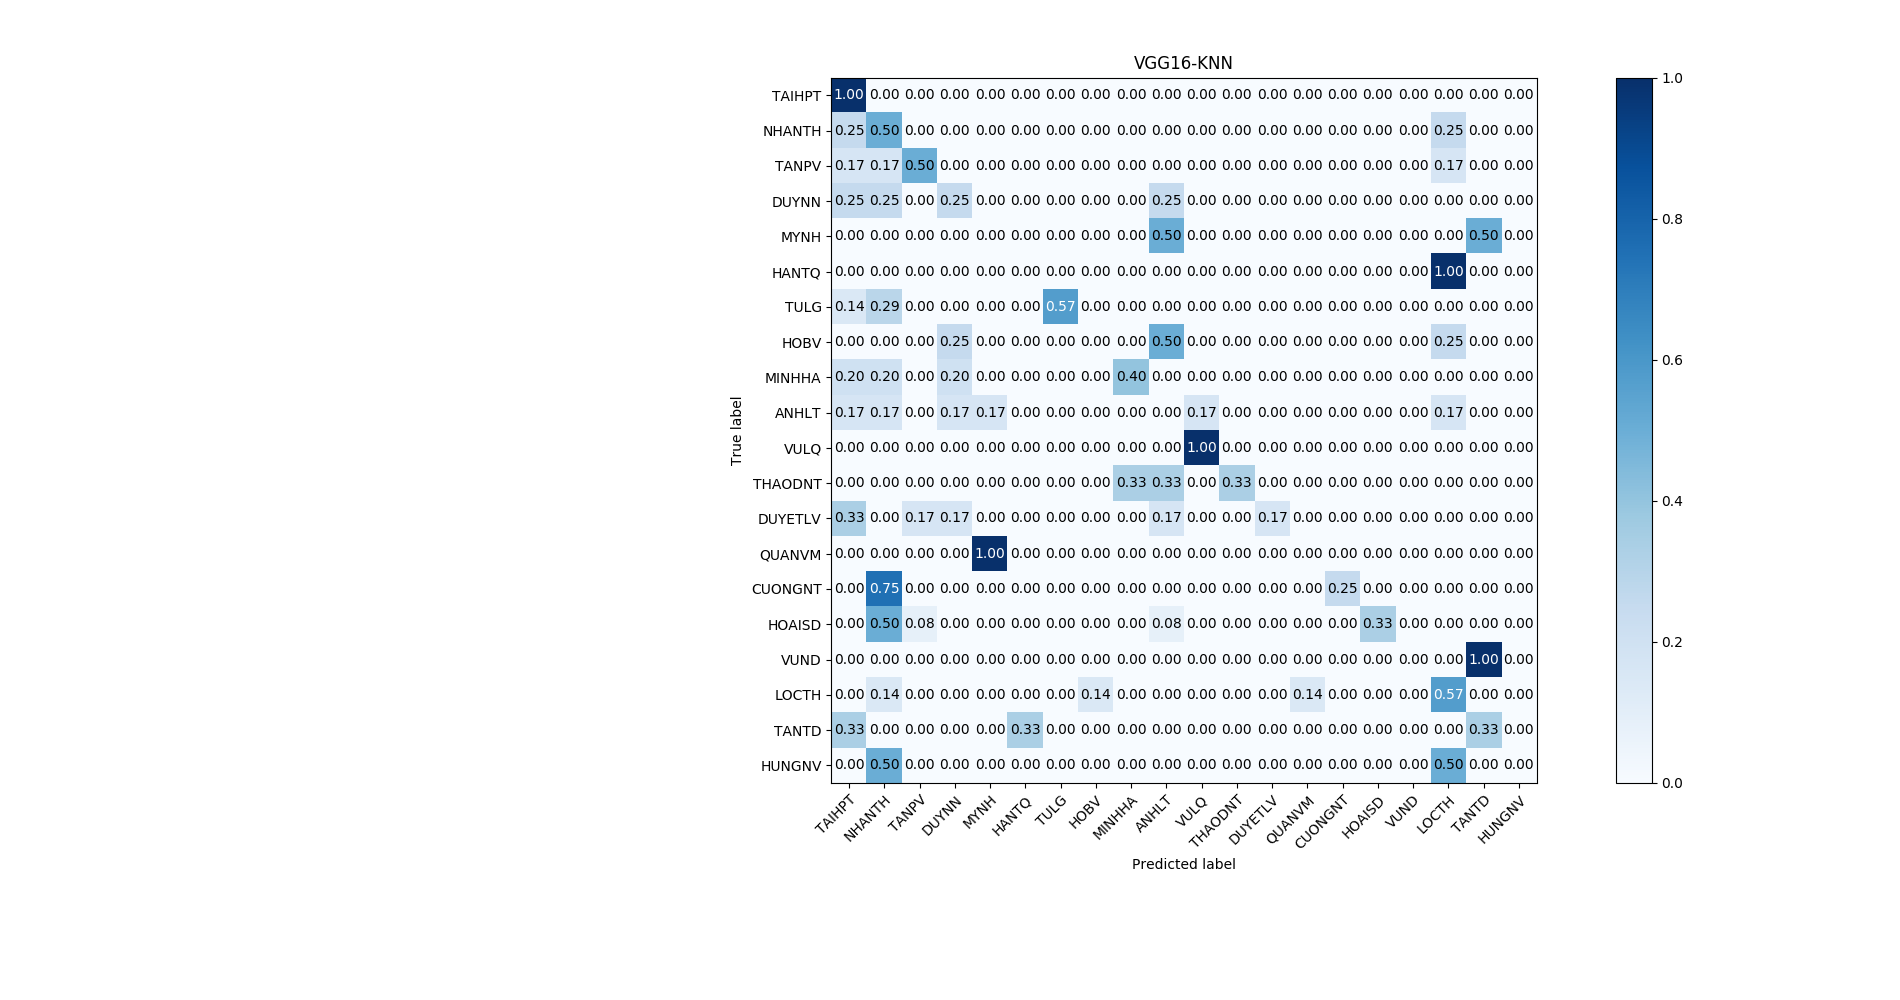 VGG16-KNN
TAIHPT 1.00 0.00 0.00 0.00 0.00 0.00 0.00 0.00 0.00 0.00 0.00 0.00 0.00 0.00 0.00 0.00 0.00 0.00 0.00 0.00
NHANTH 0.25 0.50 0.00 0.00 0.00 0.00 0.00 0.00 0.00 0.00 0.00 0.00 0.00 0.00 0.00 0.00 0.00 0.25 0.00 0.00
TANPV 0.17 0.17 0.50 0.00 0.00 0.00 0.00 0.00 0.00 0.00 0.00 0.00 0.00 0.00 0.00 0.00 0.00 0.17 0.00 0.00
DUYNN 0.25 0.25 0.00 0.25 0.00 0.00 0.00 0.00 0.00 0.25 0.00 0.00 0.00 0.00 0.00 0.00 0.00 0.00 0.00 0.00
MYNH 0.00 0.00 0.00 0.00 0.00 0.00 0.00 0.00 0.00 0.50 0.00 0.00 0.00 0.00 0.00 0.00 0.00 0.00 0.50 0.00
HANTQ 0.00 0.00 0.00 0.00 0.00 0.00 0.00 0.00 0.00 0.00 0.00 0.00 0.00 0.00 0.00 0.00 0.00 1.00 0.00 0.00
TULG 0.14 0.29 0.00 0.00 0.00 0.00 0.57 0.00 0.00 0.00 0.00 0.00 0.00 0.00 0.00 0.00 0.00 0.00 0.00 0.00
HOBV 0.00 0.00 0.00 0.25 0.00 0.00 0.00 0.00 0.00 0.50 0.00 0.00 0.00 0.00 0.00 0.00 0.00 0.25 0.00 0.00
MINHHA 0.20 0.20 0.00 0.20 0.00 0.00 0.00 0.00 0.40 0.00 0.00 0.00 0.00 0.00 0.00 0.00 0.00 0.00 0.00 0.00
ANHLT 0.17 0.17 0.00 0.17 0.17 0.00 0.00 0.00 0.00 0.00 0.17 0.00 0.00 0.00 0.00 0.00 0.00 0.17 0.00 0.00
VULQ 0.00 0.00 0.00 0.00 0.00 0.00 0.00 0.00 0.00 0.00 1.00 0.00 0.00 0.00 0.00 0.00 0.00 0.00 0.00 0.00
THAODNT 0.00 0.00 0.00 0.00 0.00 0.00 0.00 0.00 0.33 0.33 0.00 0.33 0.00 0.00 0.00 0.00 0.00 0.00 0.00 0.00
DUYETLV 0.33 0.00 0.17 0.17 0.00 0.00 0.00 0.00 0.00 0.17 0.00 0.00 0.17 0.00 0.00 0.00 0.00 0.00 0.00 0.00
QUANVM 0.00 0.00 0.00 0.00 1.00 0.00 0.00 0.00 0.00 0.00 0.00 0.00 0.00 0.00 0.00 0.00 0.00 0.00 0.00 0.00
CUONGNT 0.00 0.75 0.00 0.00 0.00 0.00 0.00 0.00 0.00 0.00 0.00 0.00 0.00 0.00 0.25 0.00 0.00 0.00 0.00 0.00
HOAISD 0.00 0.50 0.08 0.00 0.00 0.00 0.00 0.00 0.00 0.08 0.00 0.00 0.00 0.00 0.00 0.33 0.00 0.00 0.00 0.00
VUND 0.00 0.00 0.00 0.00 0.00 0.00 0.00 0.00 0.00 0.00 0.00 0.00 0.00 0.00 0.00 0.00 0.00 0.00 1.00 0.00
LOCTH 0.00 0.14 0.00 0.00 0.00 0.00 0.00 0.14 0.00 0.00 0.00 0.00 0.00 0.14 0.00 0.00 0.00 0.57 0.00 0.00
TANTD 0.33 0.00 0.00 0.00 0.00 0.33 0.00 0.00 0.00 0.00 0.00 0.00 0.00 0.00 0.00 0.00 0.00 0.00 0.33 0.00
HUNGNV 0.00 0.50 0.00 0.00 0.00 0.00 0.00 0.00 0.00 0.00 0.00 0.00 0.00 0.00 0.00 0.00 0.00 0.50 0.00 0.00
True label
TAIHPT NHANTH TANPV DUYNN MYNH HANTQ TULG HOBV MINHHA ANHLT VULQ THAODNT DUYETLV QUANVM CUONGNT HOAISD VUND LOCTH TANTD HUNGNV
Predicted label
1.0
0.8
0.6
0.4
0.2
0.0